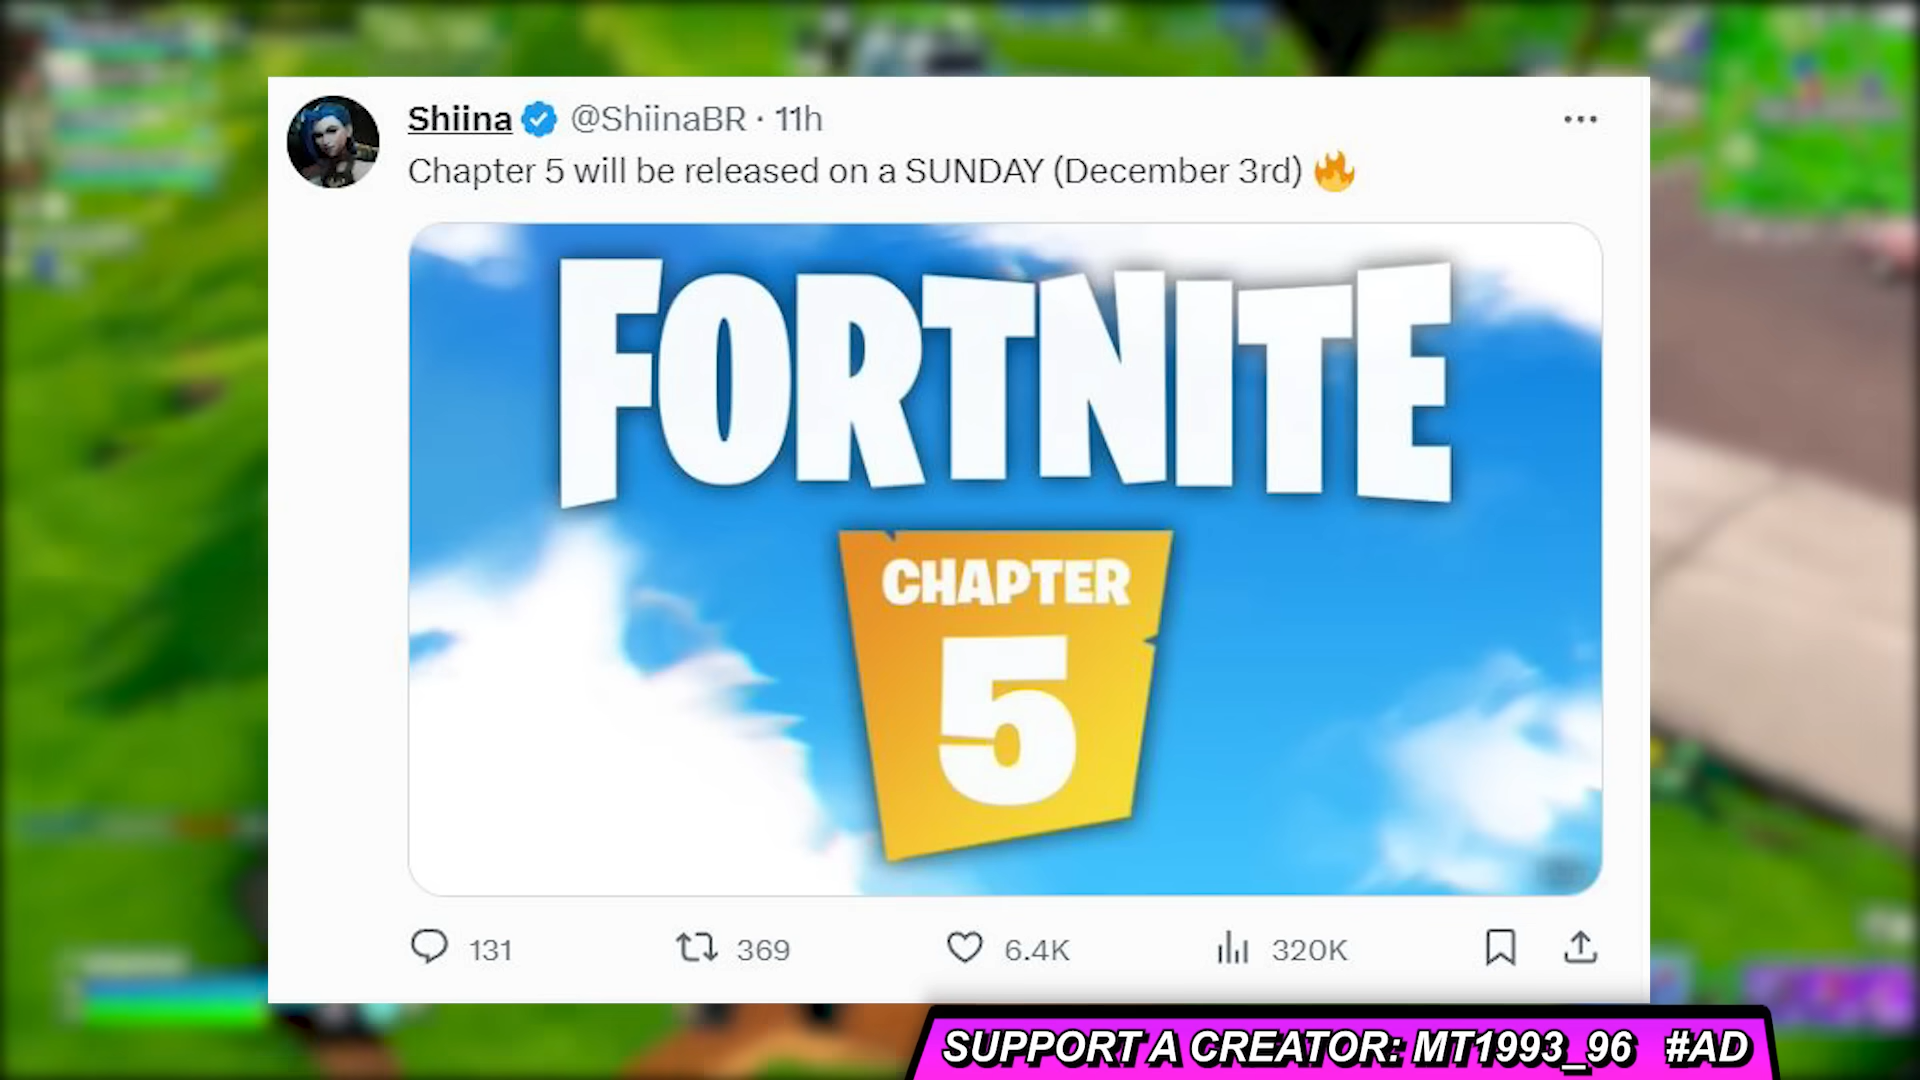 Shiina @ShiinaBR · 11h
Chapter 5 will be released on a SUNDAY (December 3rd) 🔥
FORTNITE
CHAPTER
5
131 369 6.4K 320K
SUPPORT A CREATOR: MT1993_96 #AD